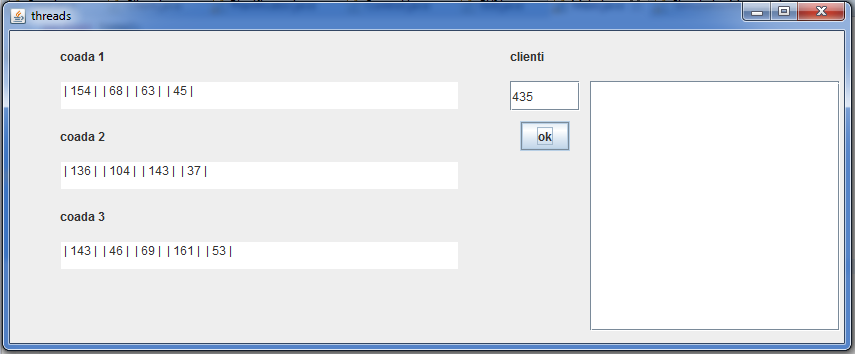 threads
coada 1
| 154 | | 68 | | 63 | | 45 |
coada 2
| 136 | | 104 | | 143 | | 37 |
coada 3
| 143 | | 46 | | 69 | | 161 | | 53 |
clienti
435
ok